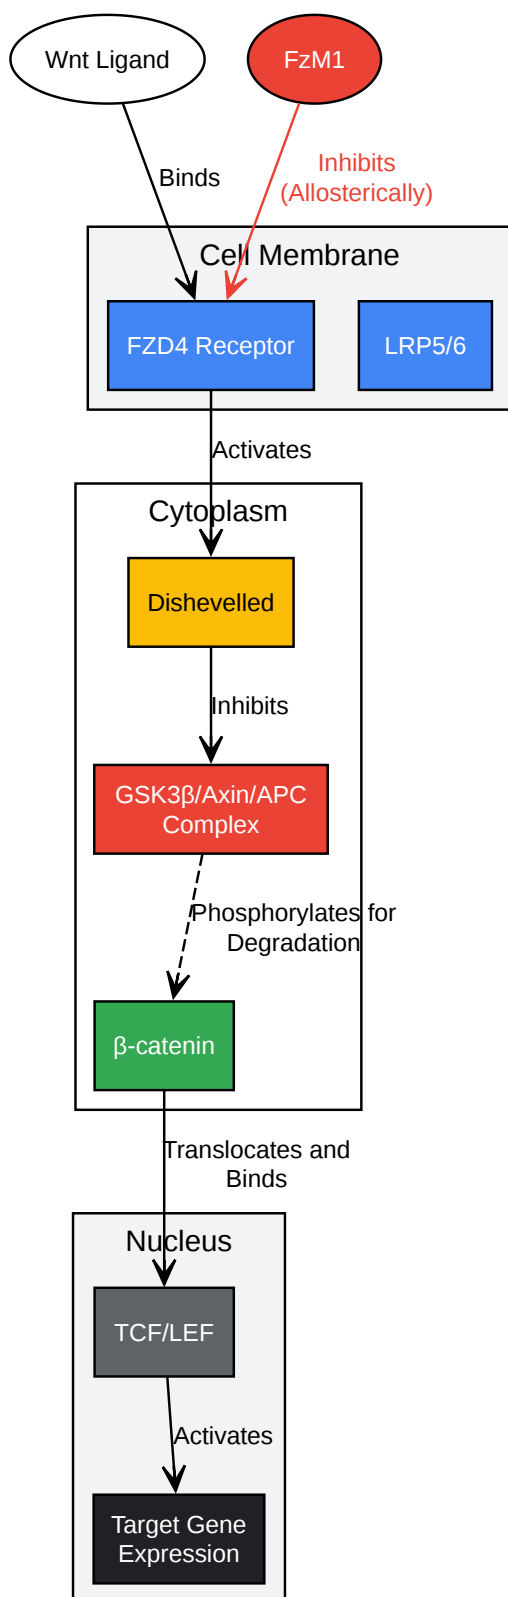 Wnt Ligand
FzM1
Binds
Inhibits
(Allosterically)
Cell Membrane
FZD4 Receptor
LRP5/6
Activates
Cytoplasm
Dishevelled
Inhibits
GSK3β/Axin/APC
Complex
Phosphorylates for
Degradation
β-catenin
Translocates and
Binds
Nucleus
TCF/LEF
Activates
Target Gene
Expression